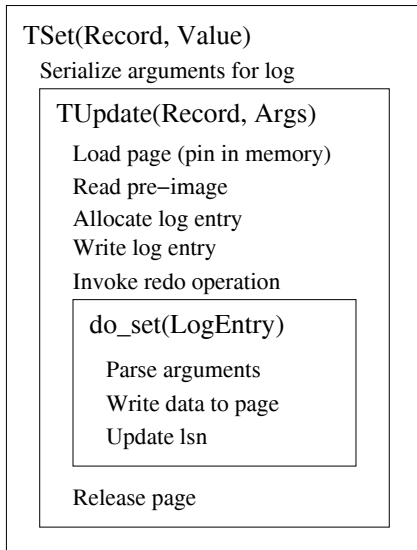 TSet(Record, Value)
Serialize arguments for log
TUpdate(Record, Args)
Load page (pin in memory)
Read pre−image
Allocate log entry
Write log entry
Invoke redo operation
do_set(LogEntry)
Parse arguments
Write data to page
Update lsn
Release page